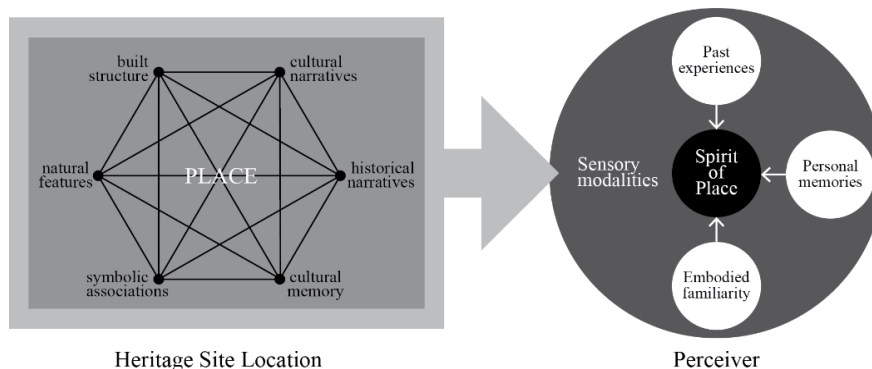 built
structure
cultural
narratives
natural
features
PLACE
historical
narratives
symbolic
associations
cultural
memory
Sensory
modalities
Past
experiences
Spirit
of
Place
Personal
memories
Embodied
familiarity
Heritage Site Location
Perceiver